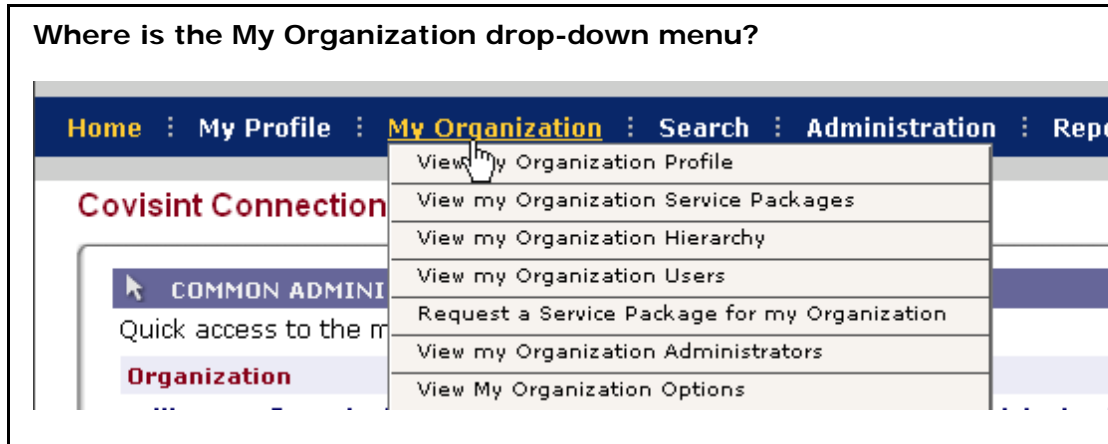 Where is the My Organization drop-down menu?
Home My Profile My Organization Search Administration
View my Organization Profile
Covisint Connection
View my Organization Service Packages
View my Organization Hierarchy
COMMON ADMINI
View my Organization Users
Quick access to the m
Request a Service Package for my Organization
View my Organization Administrators
Organization
View My Organization Options